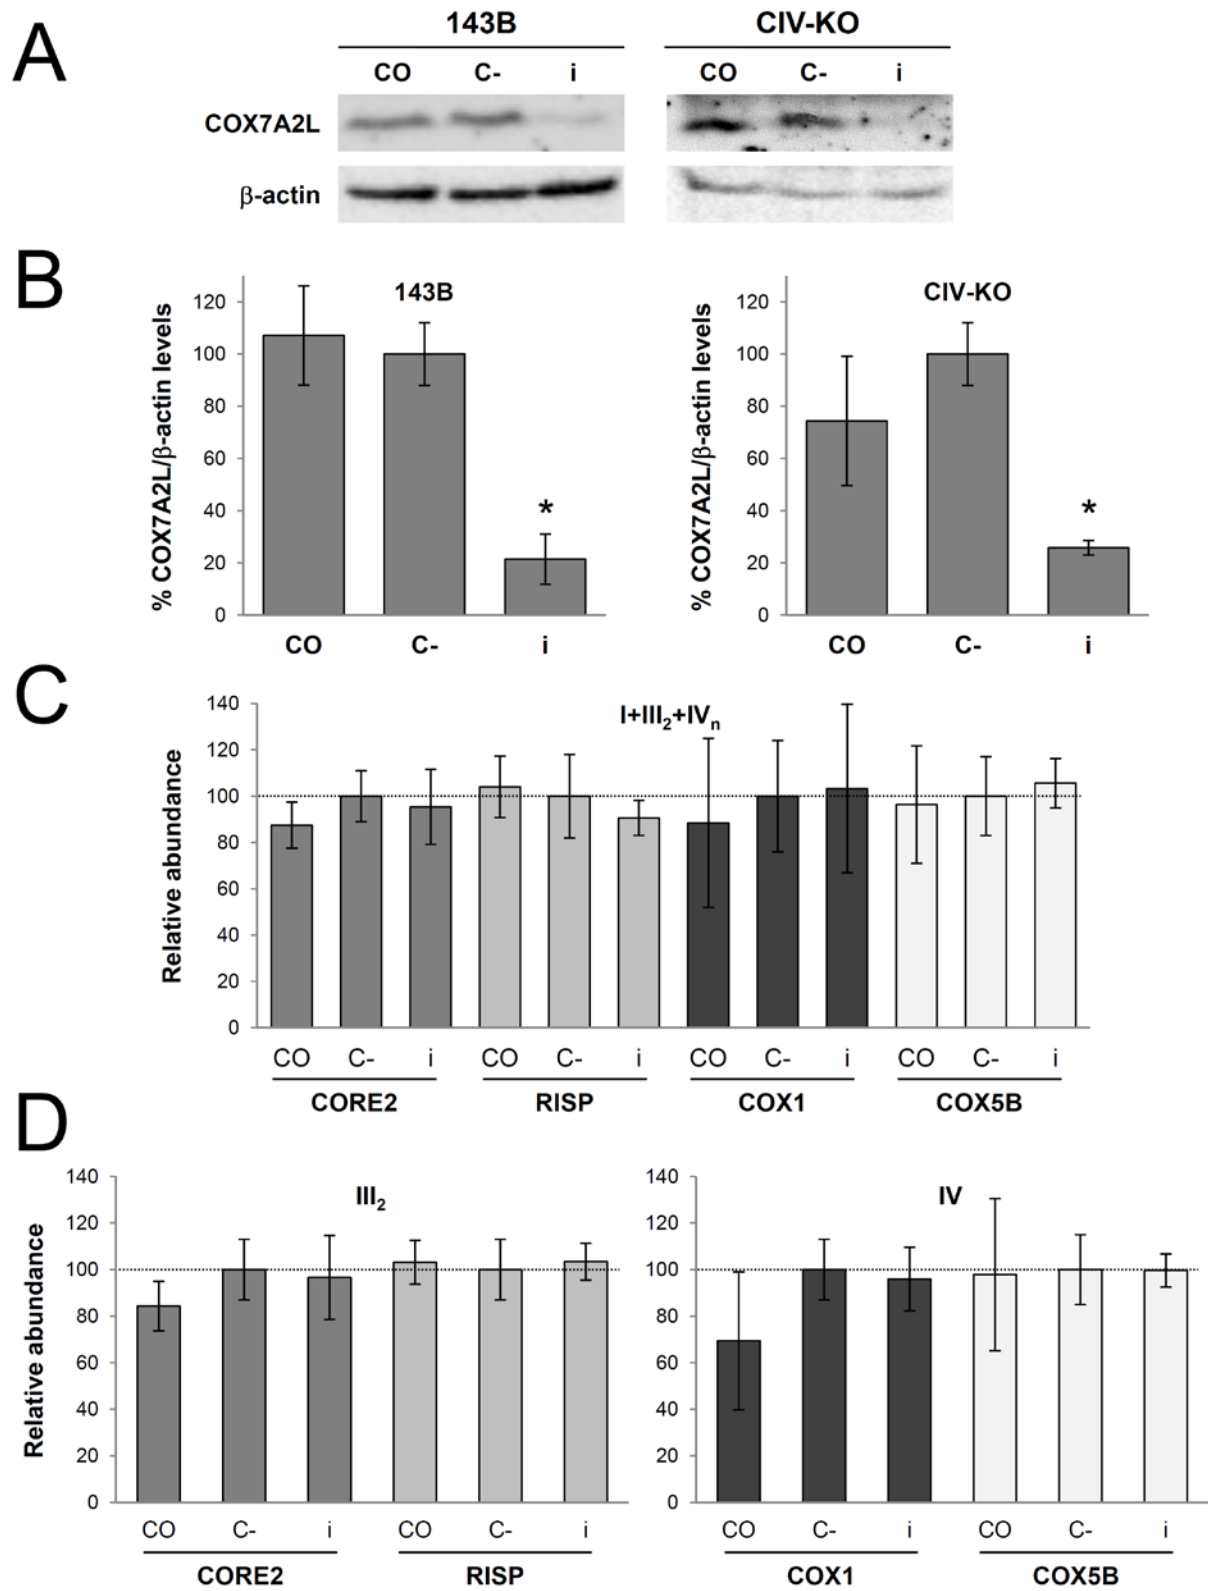 A
143B CIV-KO
CO C- i CO C- i
COX7A2L
β-actin
B
% COX7A2L/β-actin levels
143B
120
100
80
60
40
20
0
CO C- i
*
% COX7A2L/β-actin levels
CIV-KO
120
100
80
60
40
20
0
CO C- i
*
C
Relative abundance
I+III₂+IVₙ
140
120
100
80
60
40
20
0
CO C- i CO C- i CO C- i CO C- i
CORE2 RISP COX1 COX5B
D
Relative abundance
III₂
140
120
100
80
60
40
20
0
CO C- i CO C- i
CORE2 RISP
IV
140
120
100
80
60
40
20
0
CO C- i CO C- i
COX1 COX5B